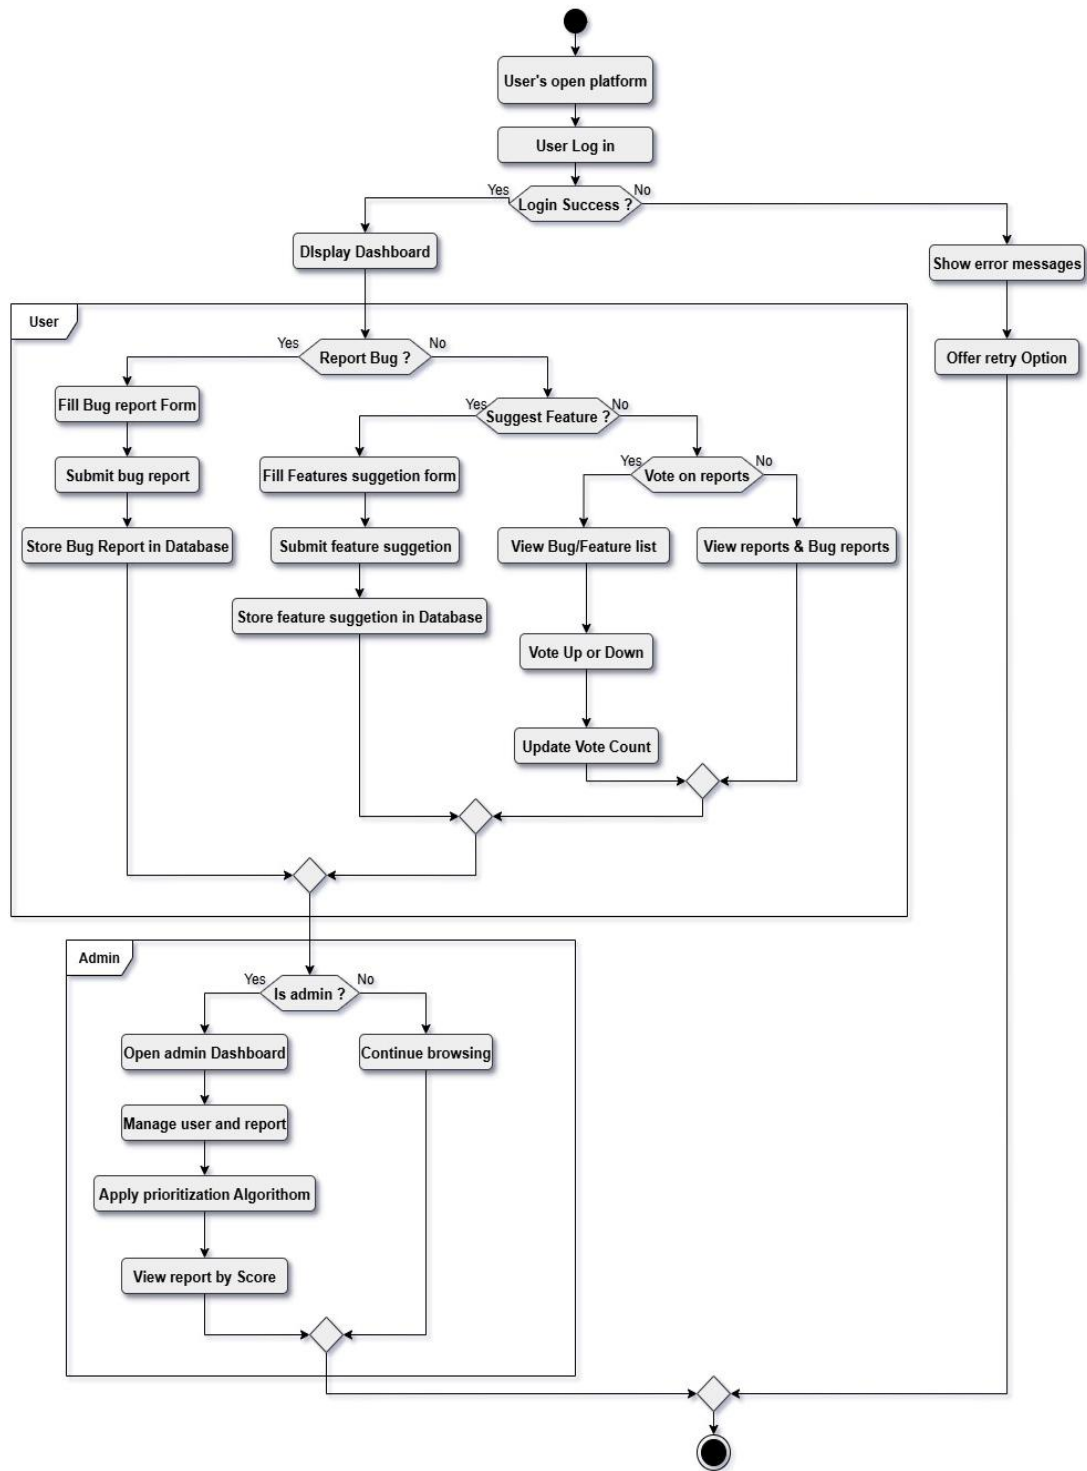 User's open platform
User Log in
Yes
Login Success ?
No
DIsplay Dashboard
Show error messages
User
Yes
Report Bug ?
No
Offer retry Option
Fill Bug report Form
Yes
Suggest Feature ?
No
Submit bug report
Fill Features suggetion form
Yes
Vote on reports
No
Store Bug Report in Database
Submit feature suggetion
View Bug/Feature list
View reports & Bug reports
Store feature suggetion in Database
Vote Up or Down
Update Vote Count
Admin
Yes
Is admin ?
No
Open admin Dashboard
Continue browsing
Manage user and report
Apply prioritization Algorithom
View report by Score